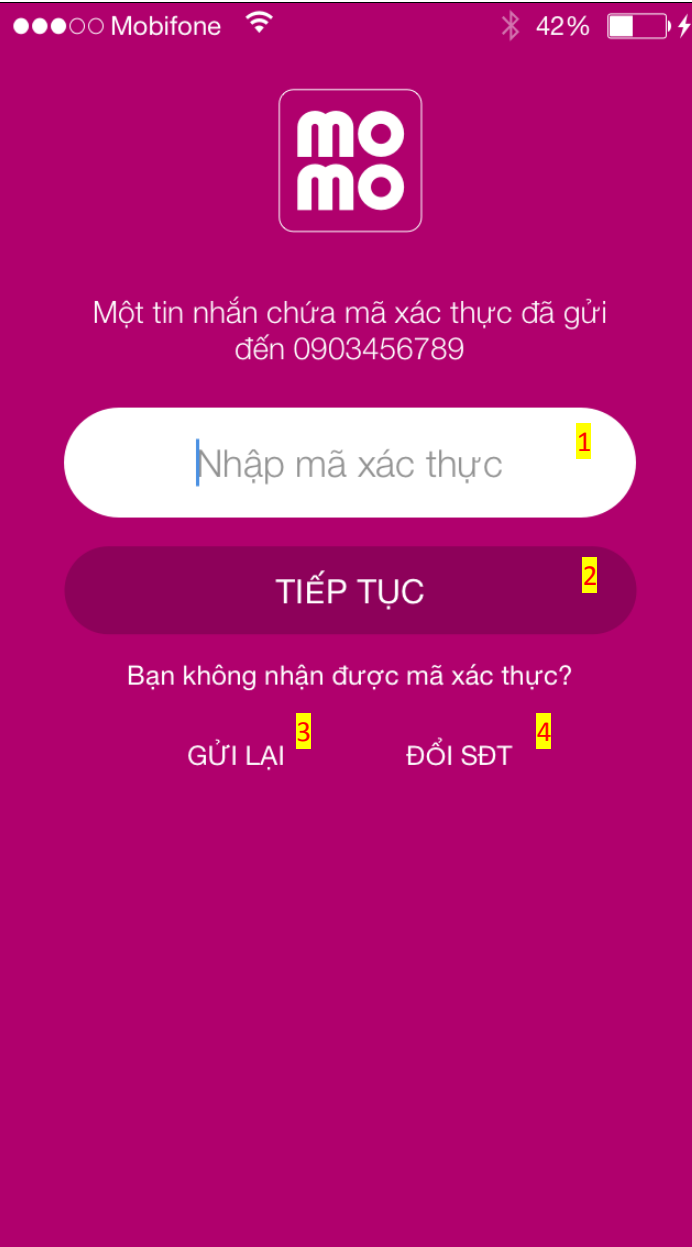 Mobifone 42%
mo
mo
Một tin nhắn chứa mã xác thực đã gửi
đến 0903456789
Nhập mã xác thực 1
TIẾP TỤC 2
Bạn không nhận được mã xác thực?
GỬI LẠI 3 ĐỔI SĐT 4